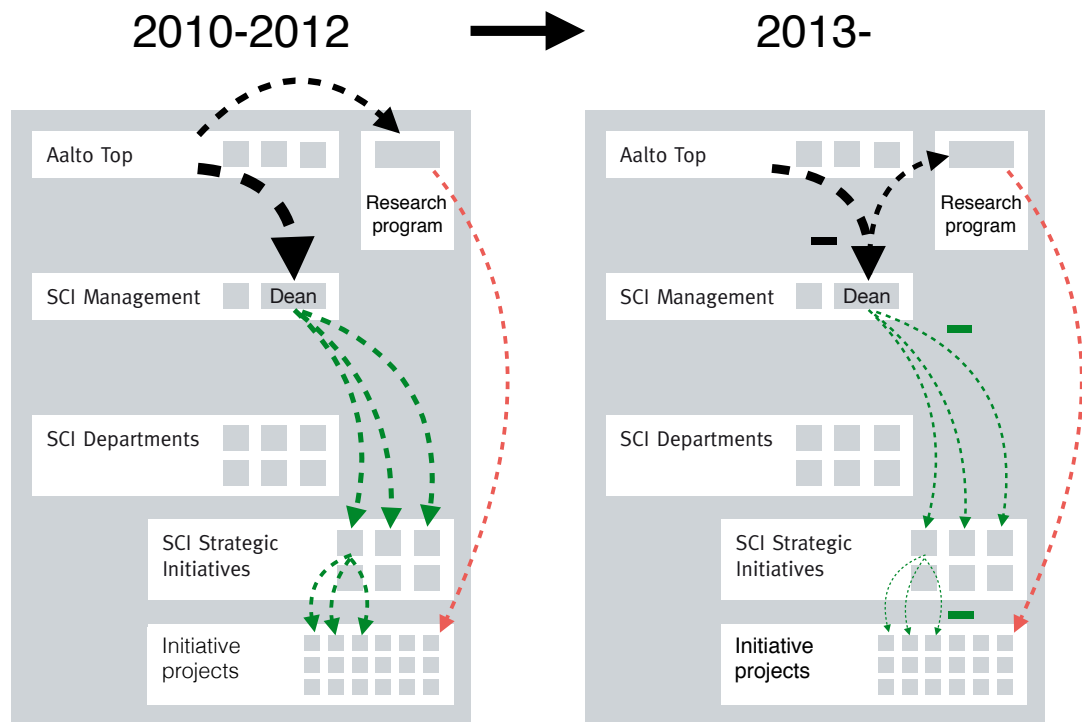 2010-2012
2013-
Aalto Top
Research
program
SCI Management
Dean
SCI Departments
SCI Strategic
Initiatives
Initiative
projects
Aalto Top
Research
program
SCI Management
Dean
SCI Departments
SCI Strategic
Initiatives
Initiative
projects